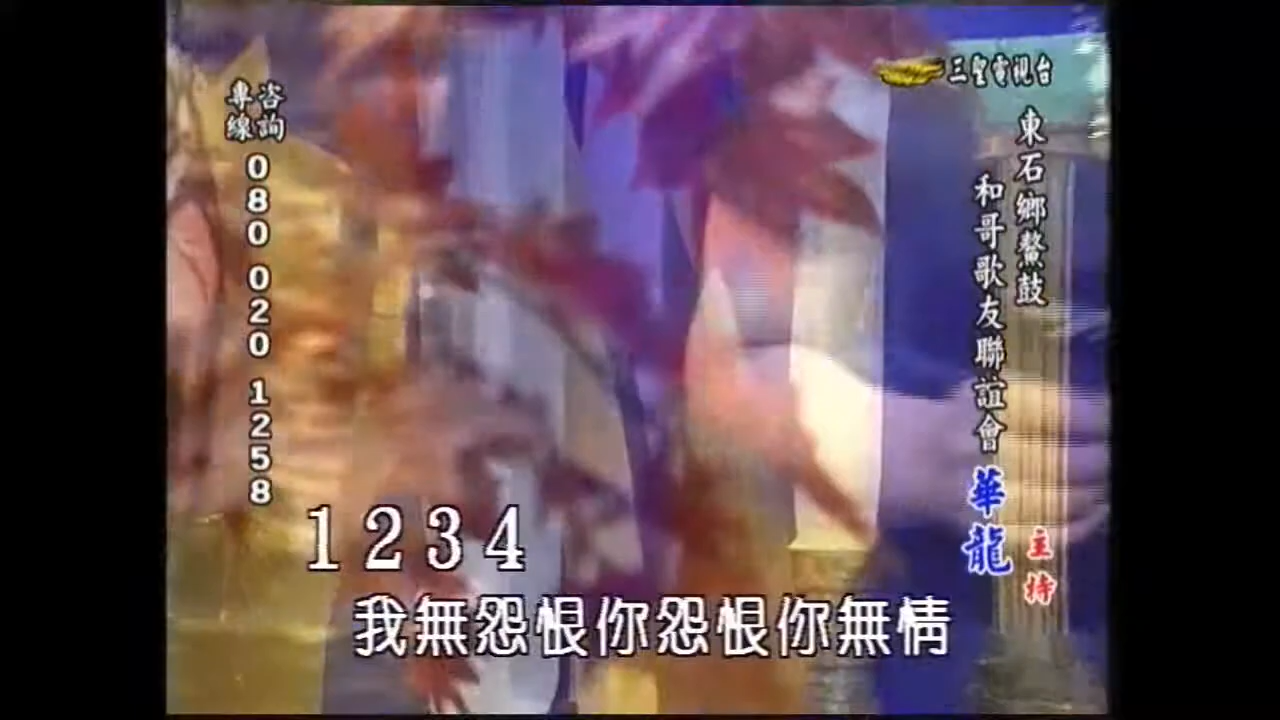 三聖電視台
東石鄉鰲鼓
和哥歌友聯誼會
華龍
主持
咨詢
專線
080 020 1258
1234
我無怨恨你怨恨你無情